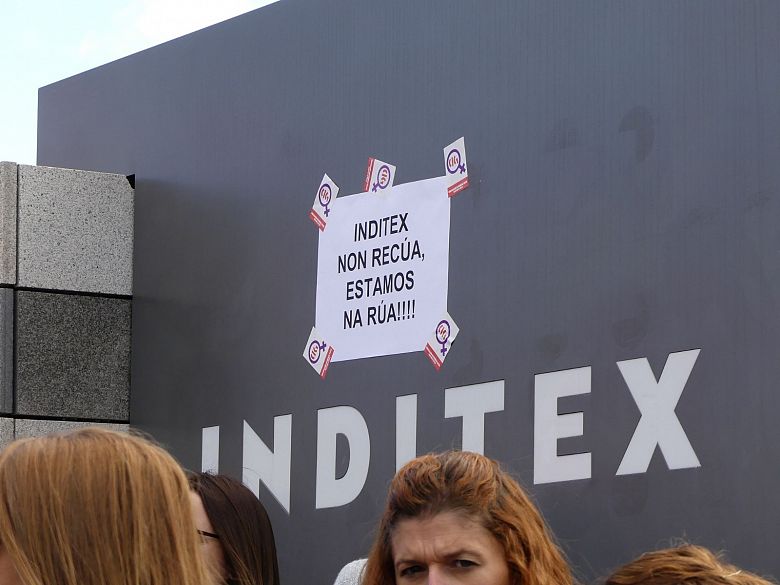 INDITEX
NON RECÚA,
ESTAMOS
NA RÚA!!!!
INDITEX